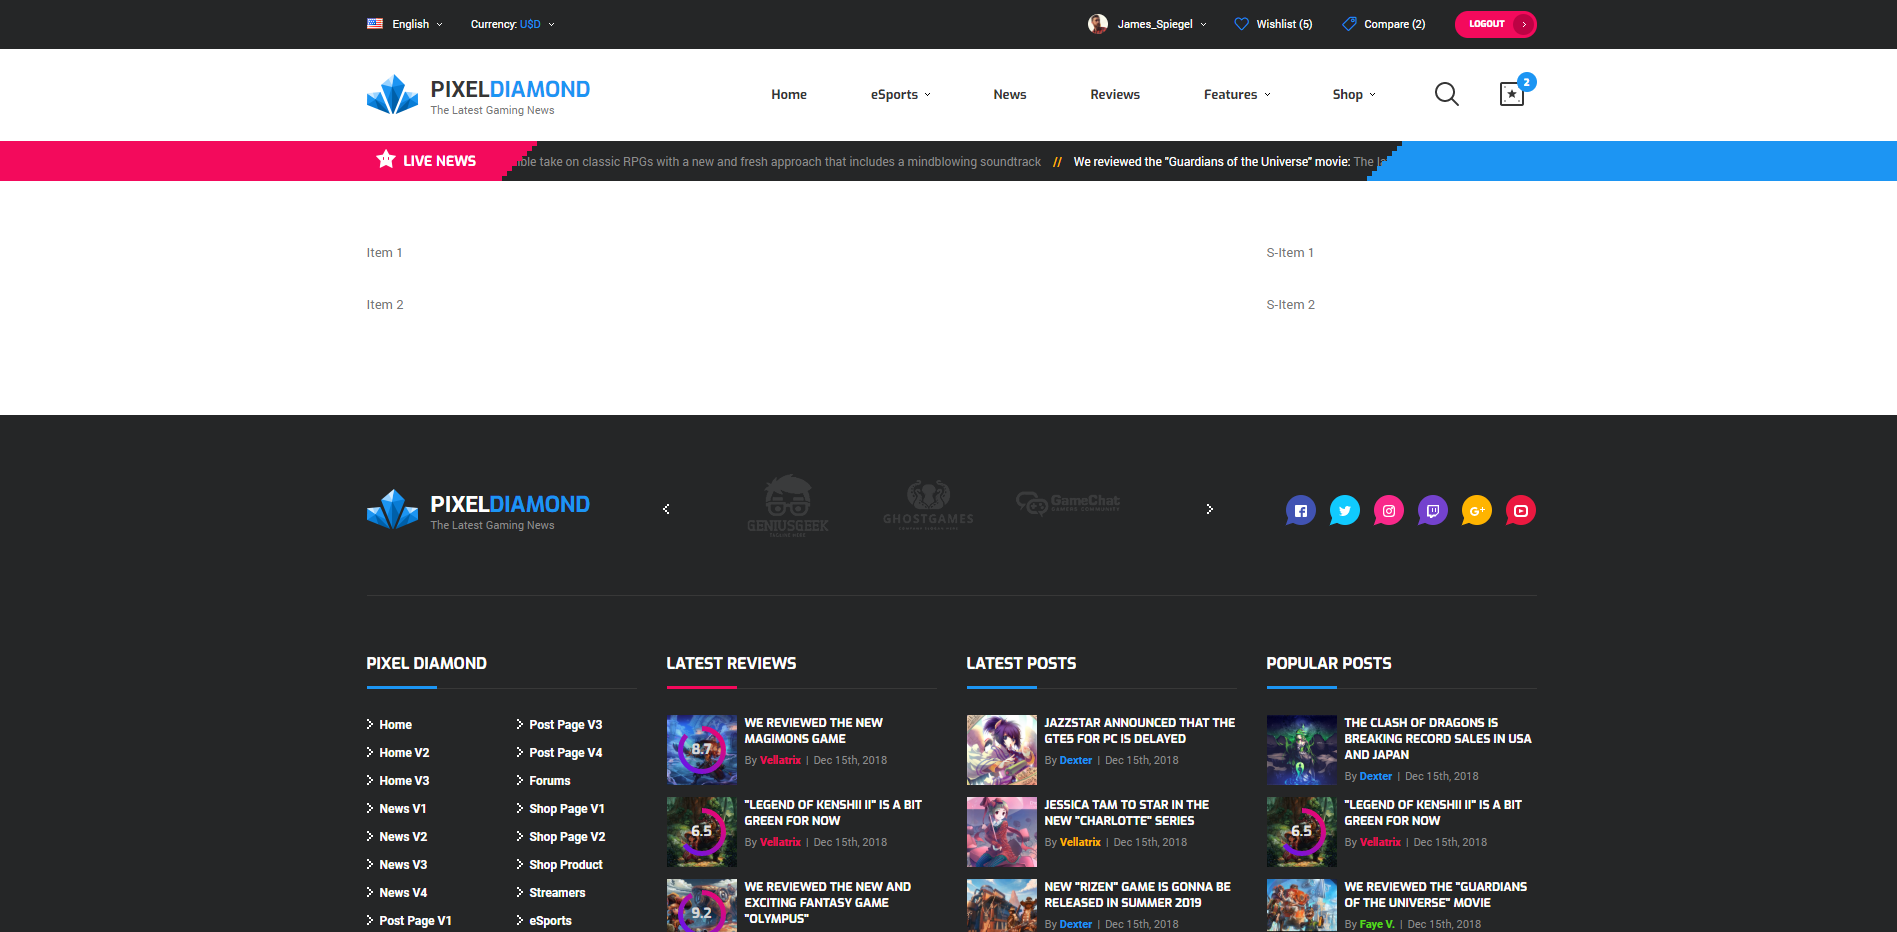 English
Currency: U$D
James_Spiegel
Wishlist (5)
Compare (2)
LOGOUT
PIXELDIAMOND
The Latest Gaming News
Home
eSports
News
Reviews
Features
Shop
2
LIVE NEWS
ble take on classic RPGs with a new and fresh approach that includes a mindblowing soundtrack // We reviewed the "Guardians of the Universe" movie: The
Item 1
S-Item 1
Item 2
S-Item 2
PIXELDIAMOND
The Latest Gaming News
GENIUSGEEK
TAGLINE HERE
GHOSTGAMES
GameChat
GAMERS COMMUNITY
G+
PIXEL DIAMOND
Home
Home V2
Home V3
News V1
News V2
News V3
News V4
Post Page V1
Post Page V3
Post Page V4
Forums
Shop Page V1
Shop Page V2
Shop Product
Streamers
eSports
LATEST REVIEWS
8.7
WE REVIEWED THE NEW
MAGIMONS GAME
By Vellatrix | Dec 15th, 2018
6.5
"LEGEND OF KENSHII II" IS A BIT
GREEN FOR NOW
By Vellatrix | Dec 15th, 2018
9.2
WE REVIEWED THE NEW AND
EXCITING FANTASY GAME
"OLYMPUS"
LATEST POSTS
JAZZSTAR ANNOUNCED THAT THE
GTE5 FOR PC IS DELAYED
By Dexter | Dec 15th, 2018
JESSICA TAM TO STAR IN THE
NEW "CHARLOTTE" SERIES
By Vellatrix | Dec 15th, 2018
NEW "RIZEN" GAME IS GONNA BE
RELEASED IN SUMMER 2019
By Dexter | Dec 15th, 2018
POPULAR POSTS
THE CLASH OF DRAGONS IS
BREAKING RECORD SALES IN USA
AND JAPAN
By Dexter | Dec 15th, 2018
6.5
"LEGEND OF KENSHII II" IS A BIT
GREEN FOR NOW
By Vellatrix | Dec 15th, 2018
WE REVIEWED THE "GUARDIANS
OF THE UNIVERSE" MOVIE
By Faye V. | Dec 15th, 2018